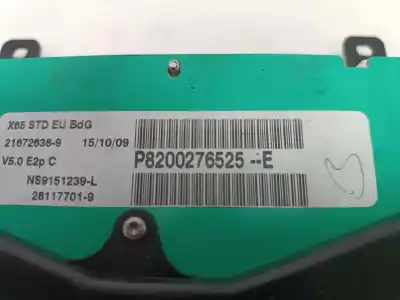 X65 STD EU BdG
21672638-9 15/10/09
V5.0 E2p C
P8200276525--E
NS9151239-L
28117701-9